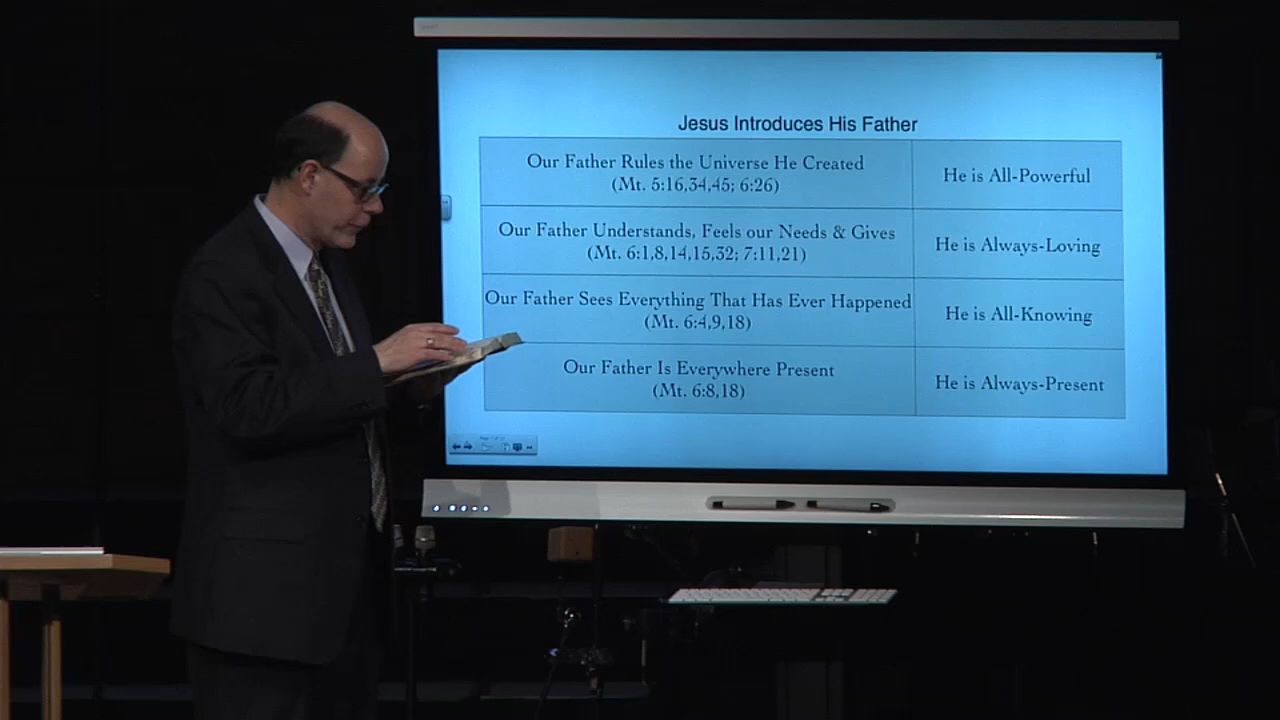 Jesus Introduces His Father
Our Father Rules the Universe He Created
(Mt. 5:16,34,45; 6:26)
He is All-Powerful
Our Father Understands, Feels our Needs & Gives
(Mt. 6:1,8,14,15,32; 7:11,21)
He is Always-Loving
Our Father Sees Everything That Has Ever Happened
(Mt. 6:4,9,18)
He is All-Knowing
Our Father Is Everywhere Present
(Mt. 6:8,18)
He is Always-Present